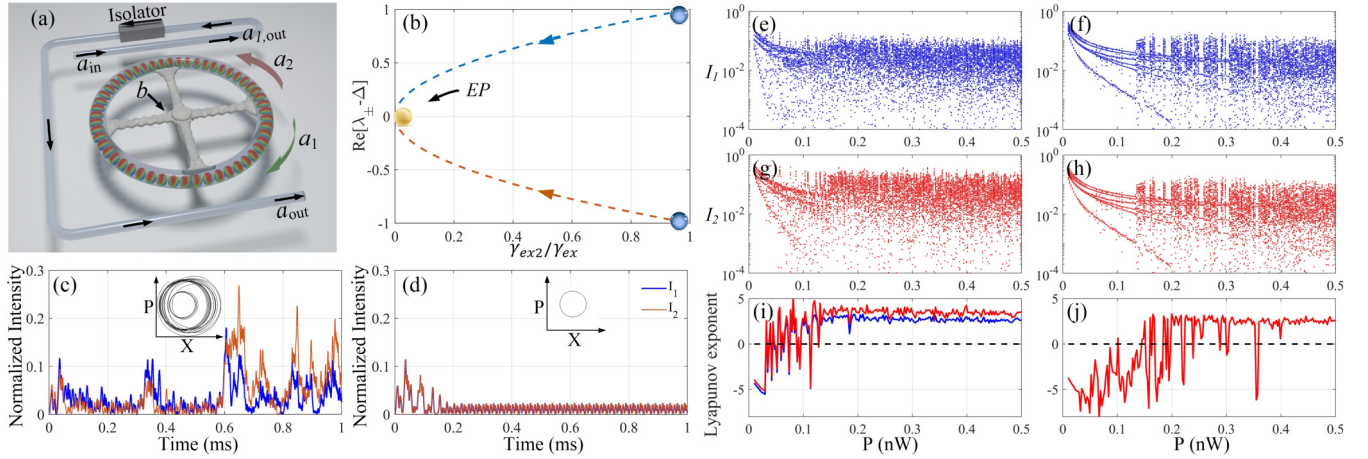 (a)
Isolator
a1,out
ain
a2
b
a1
aout
(b)
Re[λ±-Δ]
1
0.5
0
-0.5
-1
EP
0 0.2 0.4 0.6 0.8 1
γex2/γex
(c)
Normalized Intensity
0.3
0.2
0.1
0
P
X
0 0.2 0.4 0.6 0.8 1
Time (ms)
(d)
Normalized Intensity
0.3
0.2
0.1
0
P
X
I1
I2
0 0.2 0.4 0.6 0.8 1
Time (ms)
(e)
I1
10^0
10^-2
10^-4
0 0.1 0.2 0.3 0.4 0.5
(f)
10^0
10^-2
10^-4
0 0.1 0.2 0.3 0.4 0.5
(g)
I2
10^0
10^-2
10^-4
0 0.1 0.2 0.3 0.4 0.5
(h)
10^0
10^-2
10^-4
0 0.1 0.2 0.3 0.4 0.5
(i)
Lyapunov exponent
5
0
-5
0 0.1 0.2 0.3 0.4 0.5
P (nW)
(j)
5
0
-5
0 0.1 0.2 0.3 0.4 0.5
P (nW)